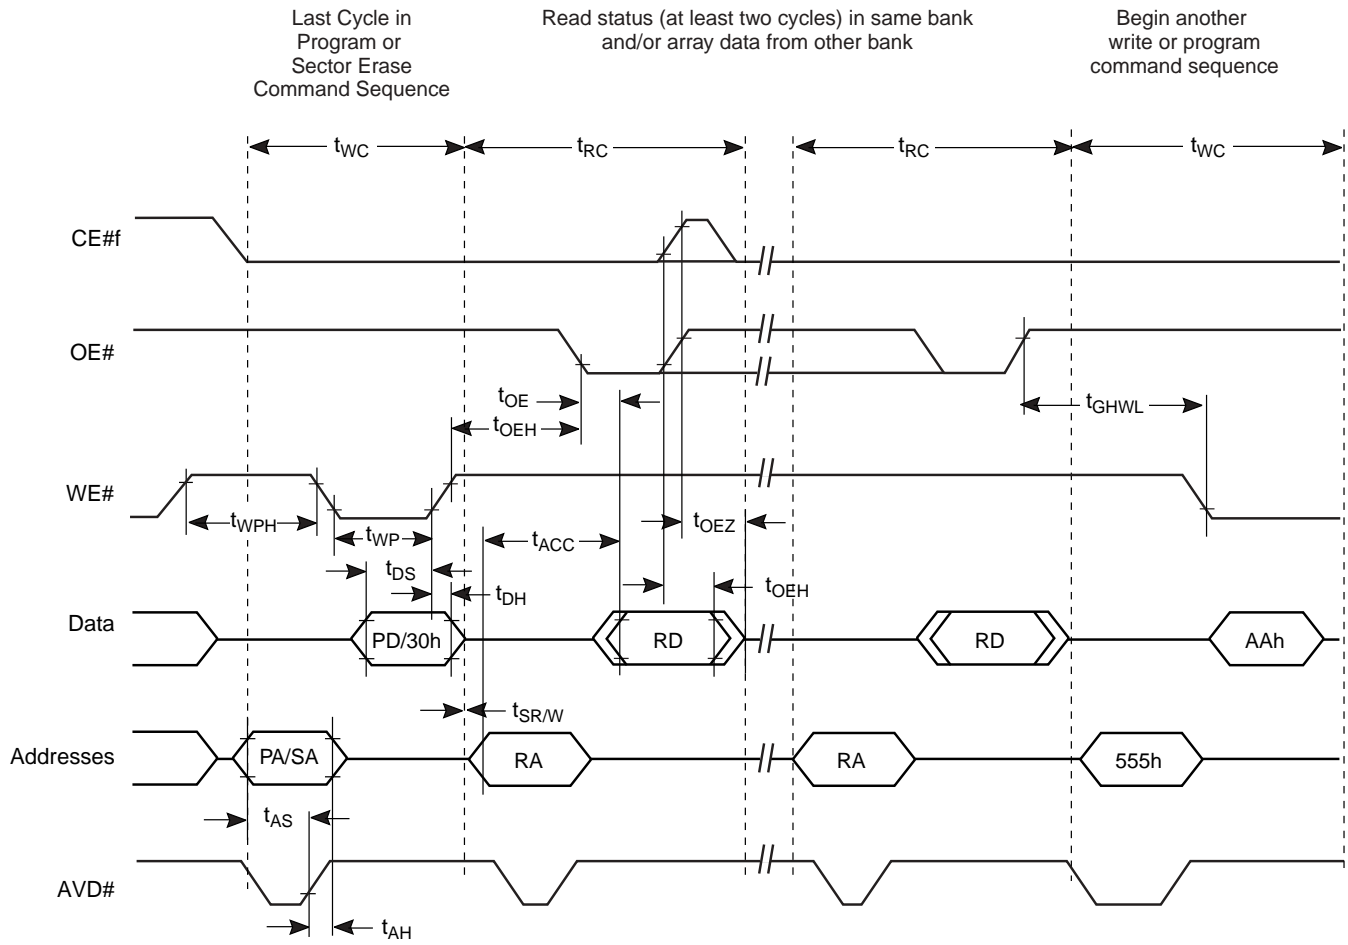 Last Cycle in
Program or
Sector Erase
Command Sequence
Read status (at least two cycles) in same bank
and/or array data from other bank
Begin another
write or program
command sequence
tWC
tRC
tRC
tWC
CE#f
OE#
tOE
tOEH
tGHWL
WE#
tWPH
tWP
tACC
tOEZ
tDS
tDH
tOEH
Data
PD/30h
RD
RD
AAh
tSR/W
Addresses
PA/SA
RA
RA
555h
tAS
AVD#
tAH